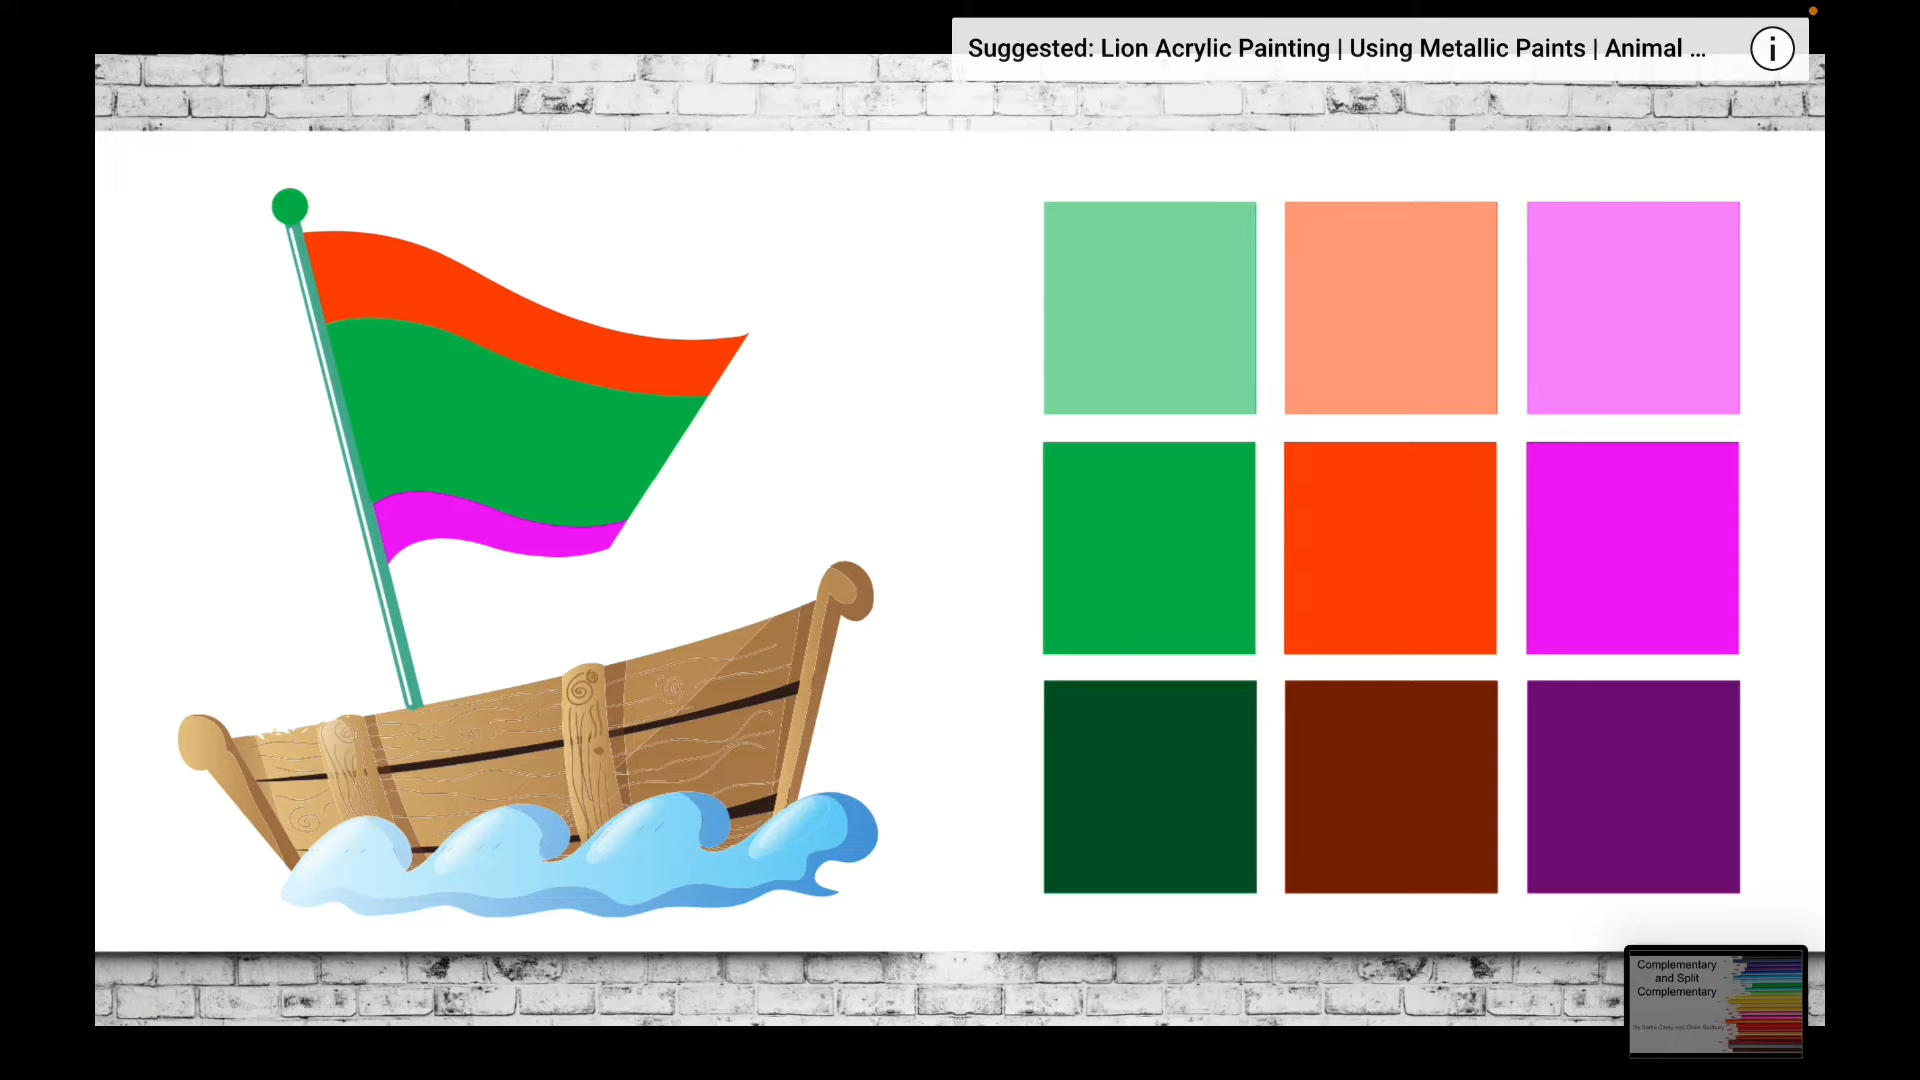 Suggested: Lion Acrylic Painting | Using Metallic Paints | Animal ...
i
Complementary
and Split
Complementary